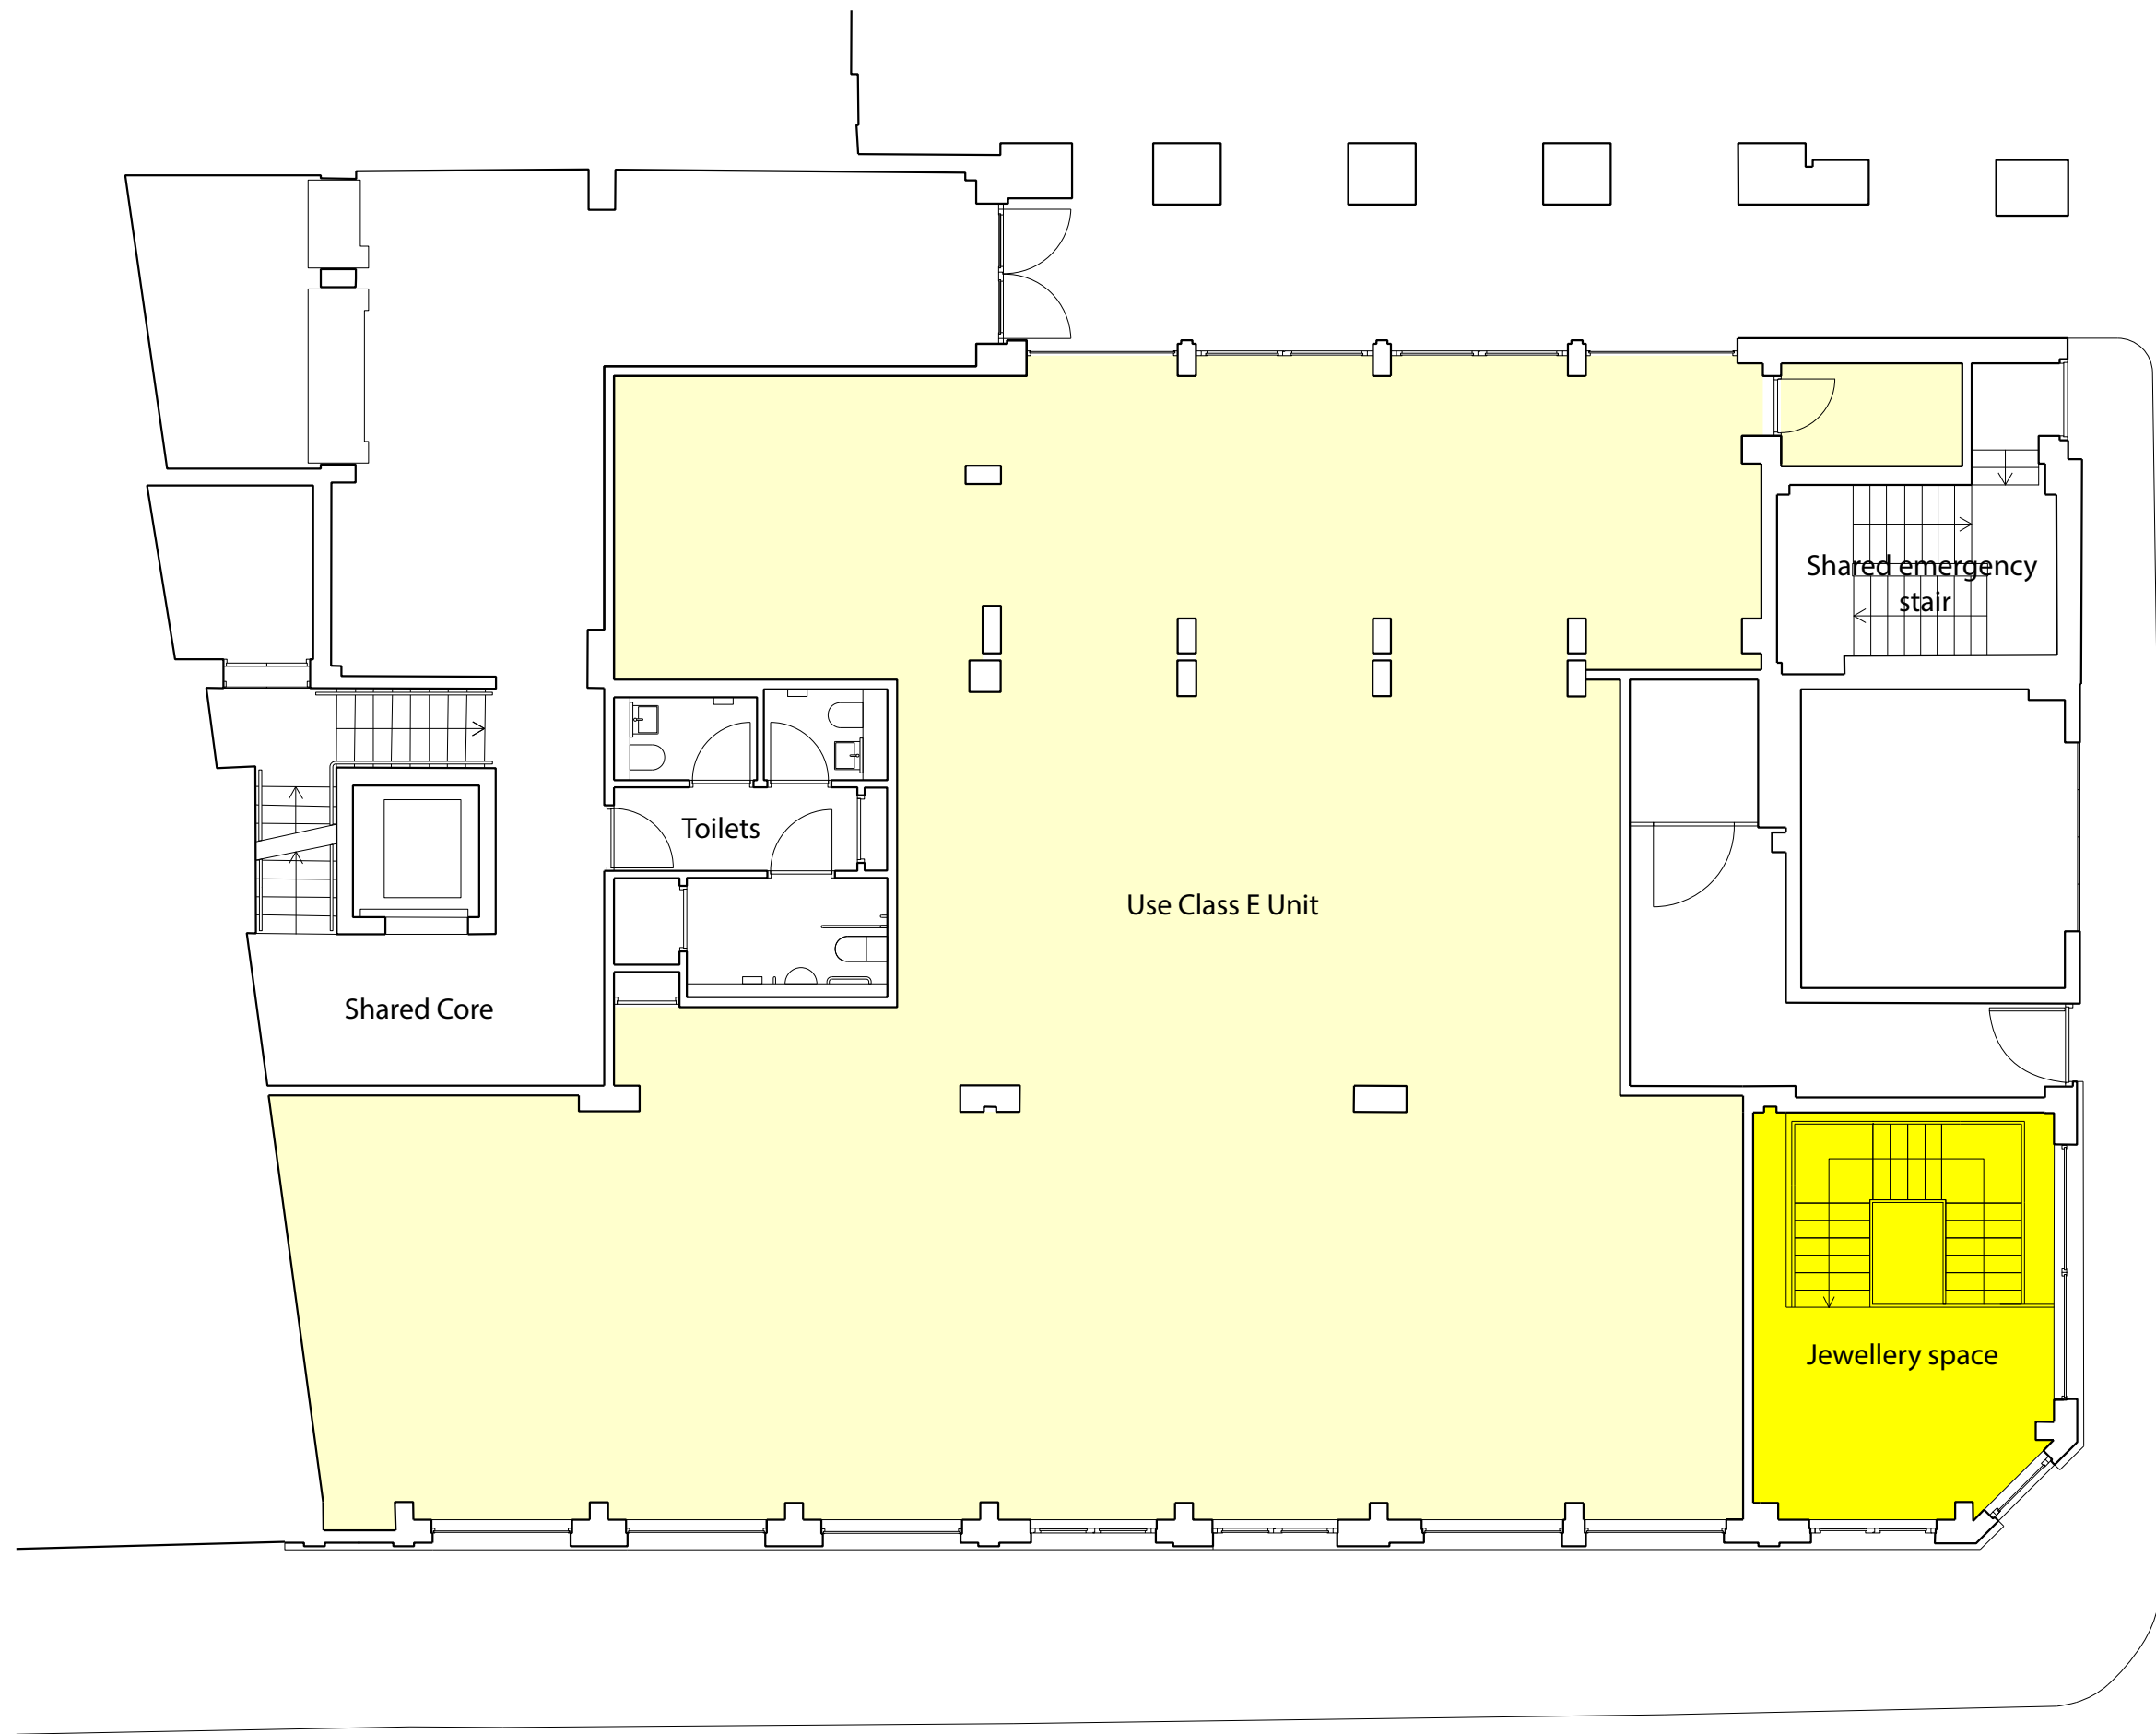 Shared emergency
stair
Toilets
Use Class E Unit
Shared Core
Jewellery space